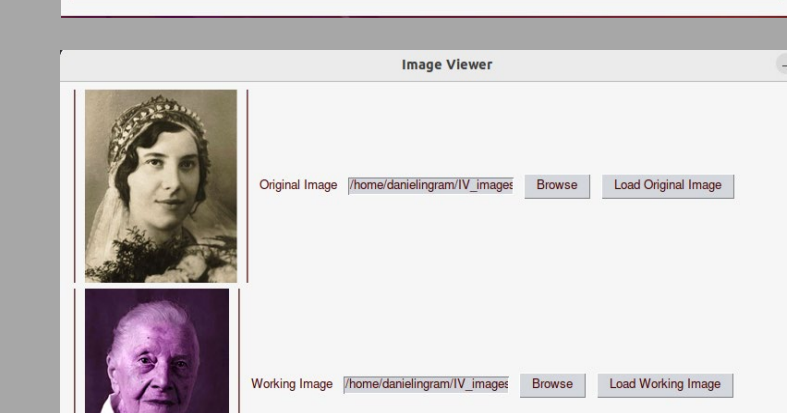 Image Viewer
Original Image /home/danielingram/IV_images Browse Load Original Image
Working Image /home/danielingram/IV_images Browse Load Working Image